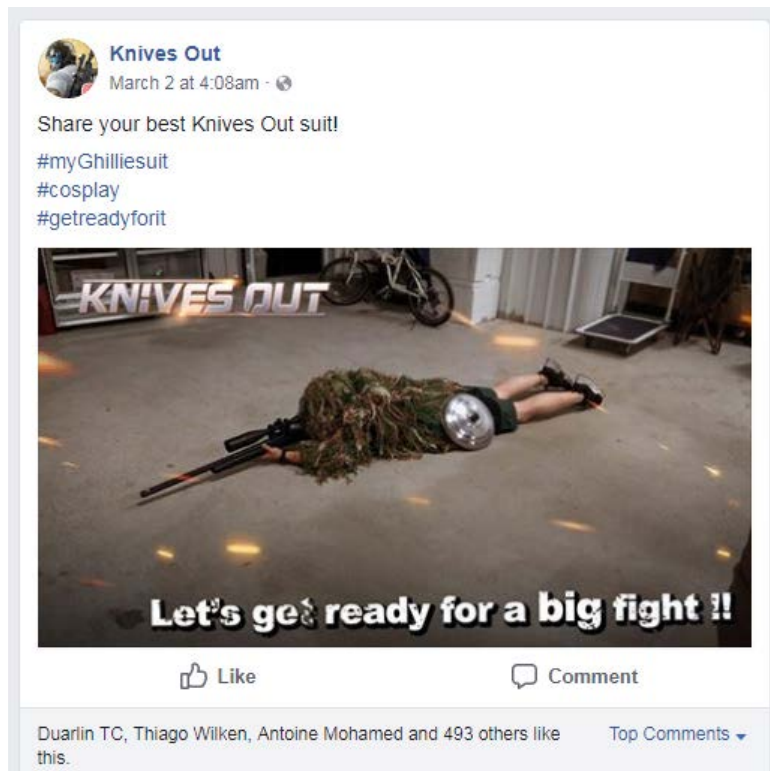 Knives Out
March 2 at 4:08am ·
Share your best Knives Out suit!
#myGhilliesuit
#cosplay
#getreadyforit
KNIVES OUT
Let's get ready for a big fight !!
Like
Comment
Duarlin TC, Thiago Wilken, Antoine Mohamed and 493 others like
this.
Top Comments